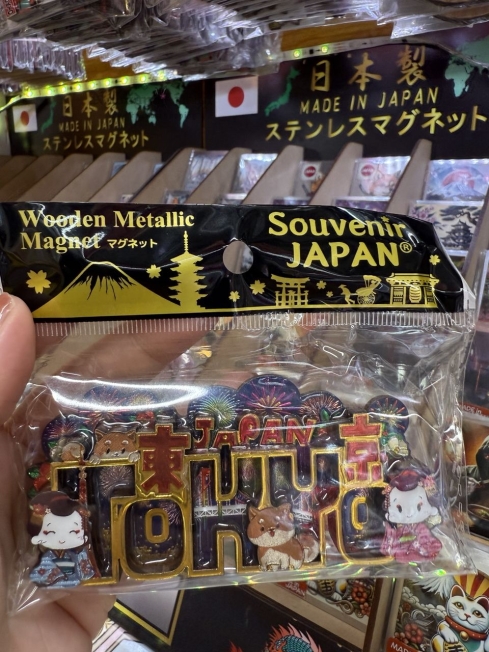 日本製
MADE IN JAPAN
ステンレスマグネット
日本製
MADE IN JAPAN
ステンレスマグネット
Wooden Metallic
Magnet マグネット
Souvenir
JAPAN®
東 JAPAN 京
TOKYO